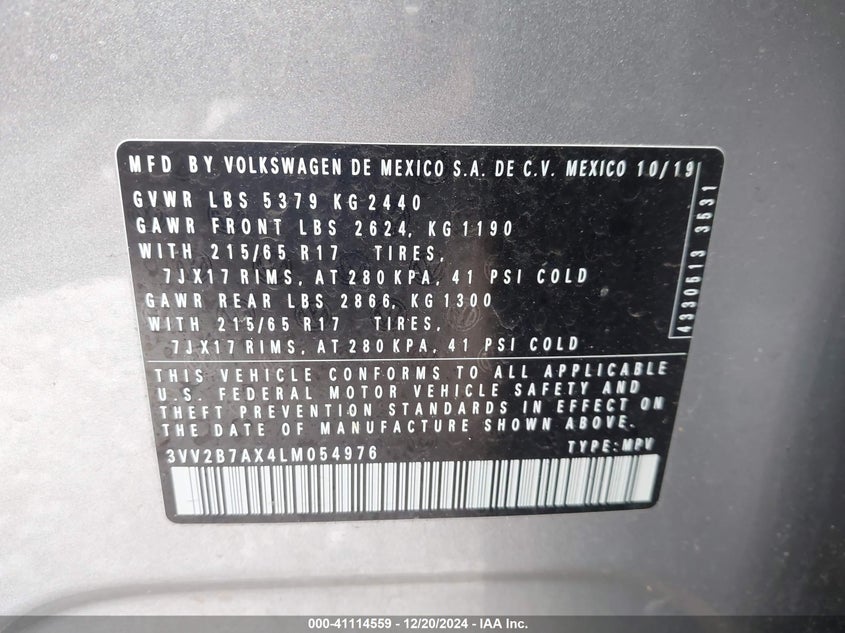 MFD BY VOLKSWAGEN DE MEXICO S.A. DE C.V. MEXICO 10/19
GVWR LBS 5379 KG 2440
GAWR FRONT LBS 2624, KG 1190
WITH 215/65 R17 TIRES,
7JX17 RIMS, AT 280 KPA, 41 PSI COLD
GAWR REAR LBS 2866, KG 1300
WITH 215/65 R17 TIRES,
7JX17 RIMS, AT 280 KPA, 41 PSI COLD
4330513 3531
THIS VEHICLE CONFORMS TO ALL APPLICABLE
U.S. FEDERAL MOTOR VEHICLE SAFETY AND
THEFT PREVENTION STANDARDS IN EFFECT ON
THE DATE OF MANUFACTURE SHOWN ABOVE.
3VV2B7AX4LM054976 TYPE: MPV
000-41114559 - 12/20/2024 - IAA Inc.